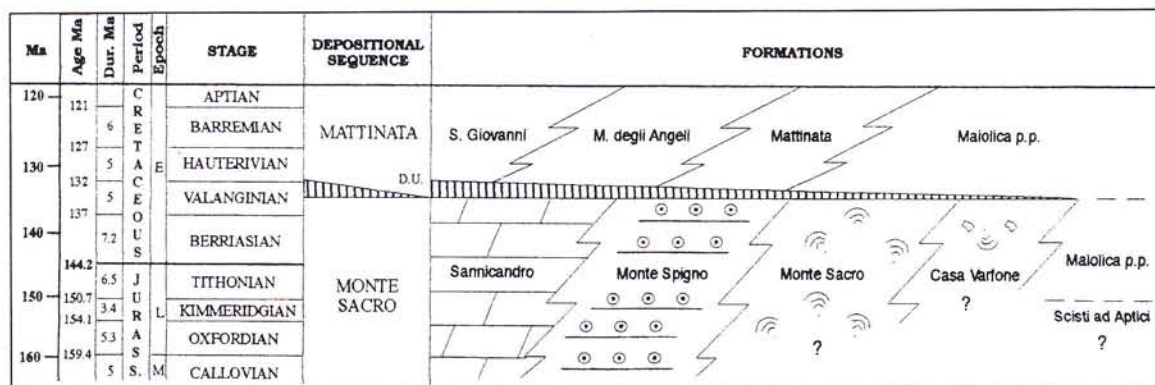 Ma Age Ma Dur. Ma Period Epoch STAGE DEPOSITIONAL SEQUENCE FORMATIONS
120
121
APTIAN
6 BARREMIAN MATTINATA S. Giovanni M. degli Angeli Mattinata Maiolica p.p.
127
130
5 E HAUTERIVIAN
132
D.U.
5 VALANGINIAN
137
CRETACEOUS
140
7.2 BERRIASIAN
144.2
6.5 TITHONIAN MONTE SACRO Sannicandro Monte Spigno Monte Sacro Casa Varfone Maiolica p.p.
?
150
150.7
3.4 L KIMMERIDGIAN
154.1
Scisti ad Aptici
5.3 OXFORDIAN
? ?
JURAS S.
159.4
160
5 M CALLOVIAN